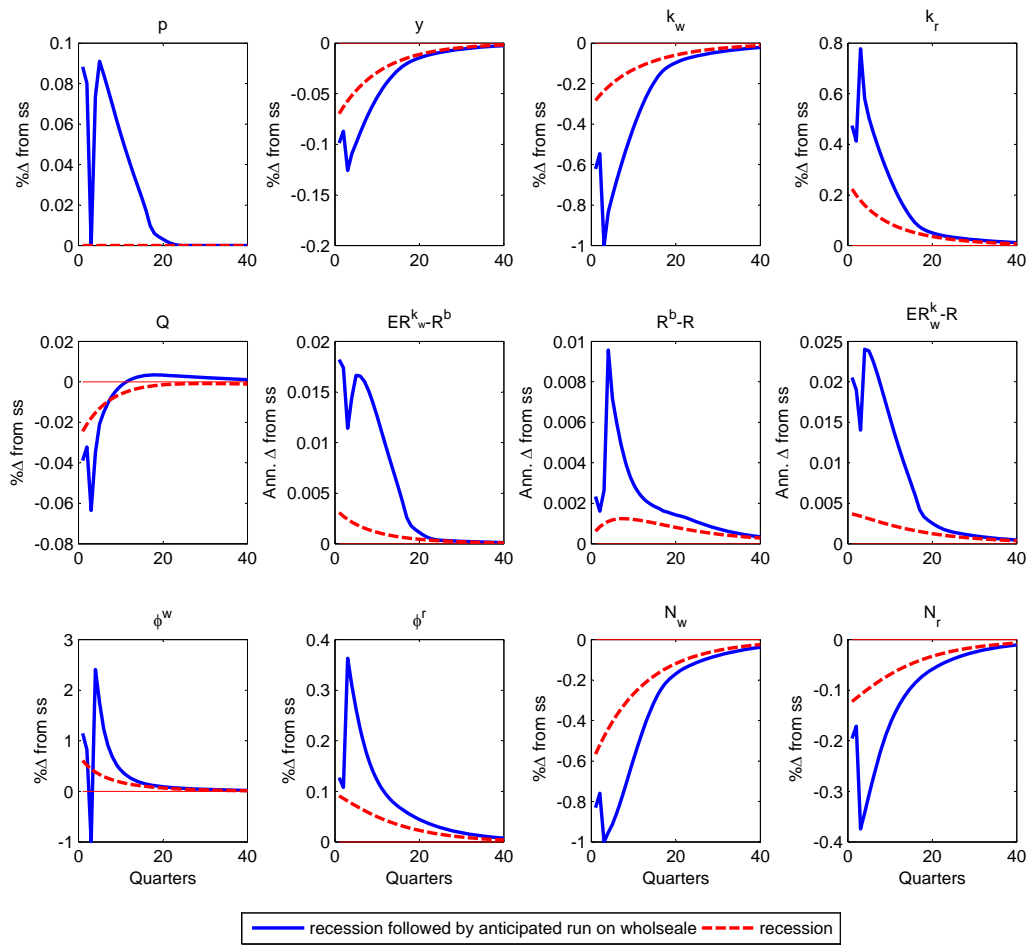 p
y
k_w
k_r
%Δ from ss
0.1
0.08
0.06
0.04
0.02
0
0 20 40
%Δ from ss
0
-0.05
-0.1
-0.15
-0.2
0 20 40
%Δ from ss
0
-0.2
-0.4
-0.6
-0.8
-1
0 20 40
%Δ from ss
0.8
0.6
0.4
0.2
0
0 20 40
Q
ER^k_w-R^b
R^b-R
ER^k_w-R
%Δ from ss
0.02
0
-0.02
-0.04
-0.06
-0.08
0 20 40
Ann. Δ from ss
0.02
0.015
0.01
0.005
0
0 20 40
Ann. Δ from ss
0.01
0.008
0.006
0.004
0.002
0
0 20 40
Ann. Δ from ss
0.025
0.02
0.015
0.01
0.005
0
0 20 40
ϕ^w
ϕ^r
N_w
N_r
%Δ from ss
3
2
1
0
-1
0 20 40
Quarters
%Δ from ss
0.4
0.3
0.2
0.1
0
0 20 40
Quarters
%Δ from ss
0
-0.2
-0.4
-0.6
-0.8
-1
0 20 40
Quarters
%Δ from ss
0
-0.1
-0.2
-0.3
-0.4
0 20 40
Quarters
recession followed by anticipated run on wholseale recession